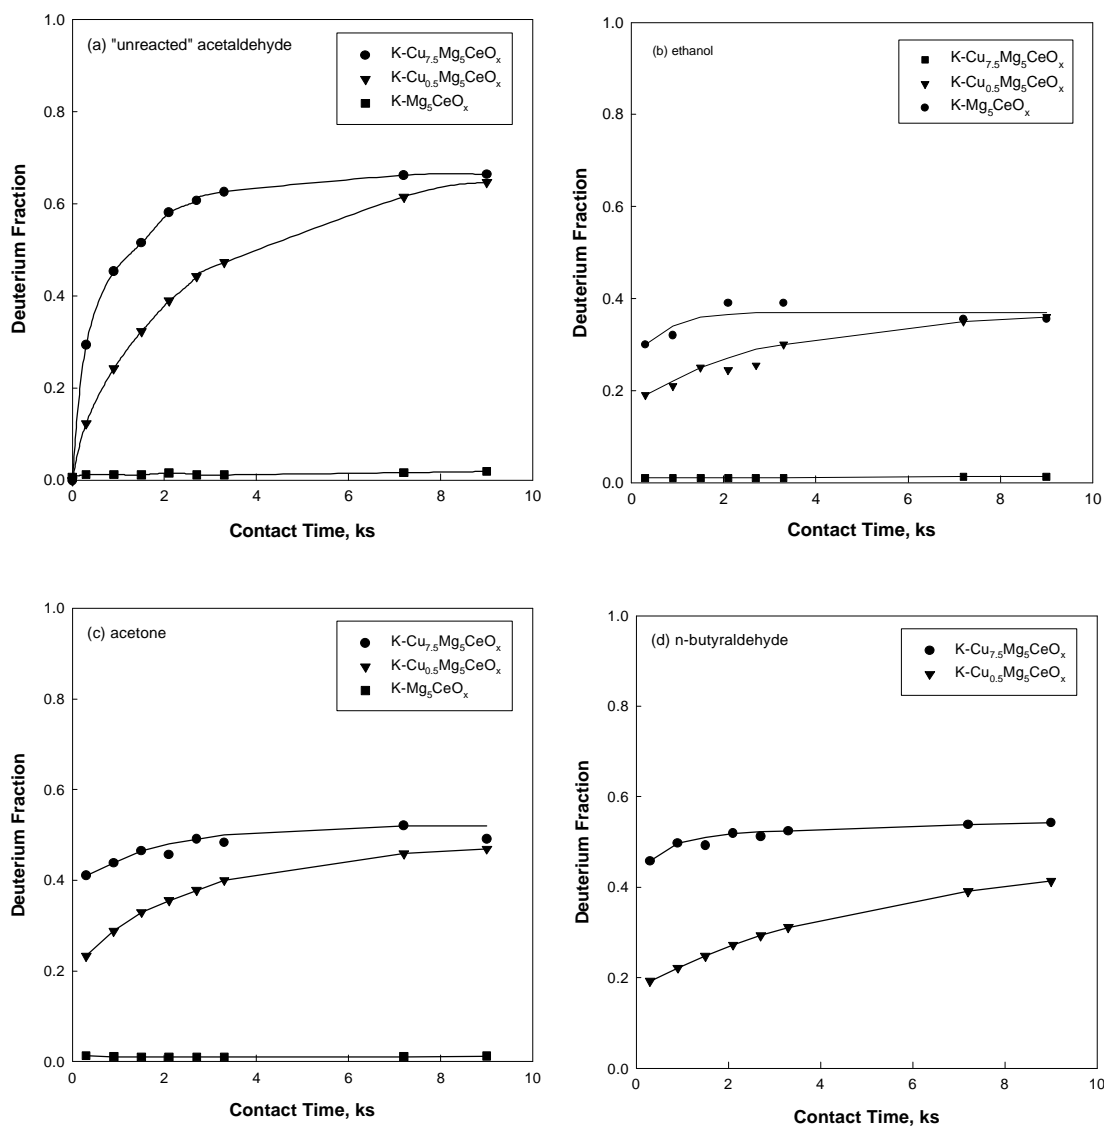 (a) "unreacted" acetaldehyde
K-Cu7.5Mg5CeOx
K-Cu0.5Mg5CeOx
K-Mg5CeOx
Deuterium Fraction
1.0
0.8
0.6
0.4
0.2
0.0
0 2 4 6 8 10
Contact Time, ks
(b) ethanol
K-Cu7.5Mg5CeOx
K-Cu0.5Mg5CeOx
K-Mg5CeOx
Deuterium Fraction
1.0
0.8
0.6
0.4
0.2
0.0
0 2 4 6 8 10
Contact Time, ks
(c) acetone
K-Cu7.5Mg5CeOx
K-Cu0.5Mg5CeOx
K-Mg5CeOx
Deuterium Fraction
1.0
0.8
0.6
0.4
0.2
0.0
0 2 4 6 8 10
Contact Time, ks
(d) n-butyraldehyde
K-Cu7.5Mg5CeOx
K-Cu0.5Mg5CeOx
Deuterium Fraction
1.0
0.8
0.6
0.4
0.2
0.0
0 2 4 6 8 10
Contact Time, ks